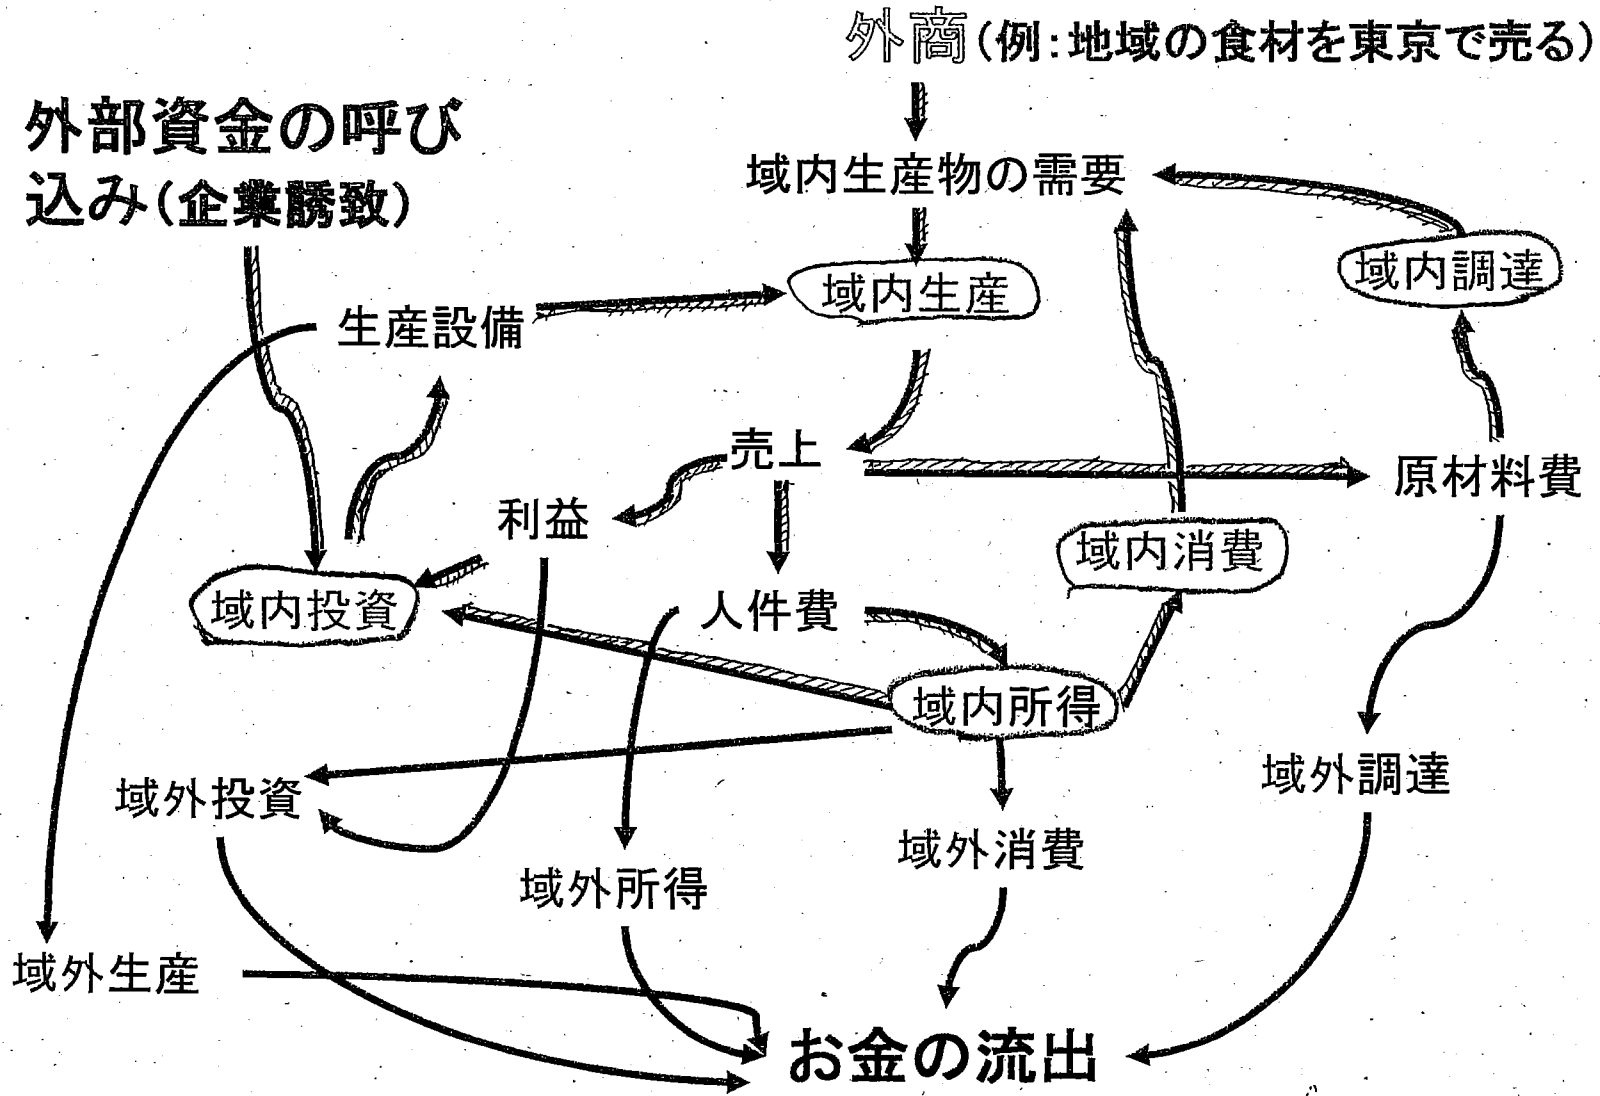 外商(例:地域の食材を東京で売る)
外部資金の呼び
込み(企業誘致)
域内生産物の需要
域内調達
域内生産
生産設備
売上
原材料費
利益
域内消費
域内投資
人件費
域内所得
域外投資
域外調達
域外消費
域外所得
域外生産
お金の流出